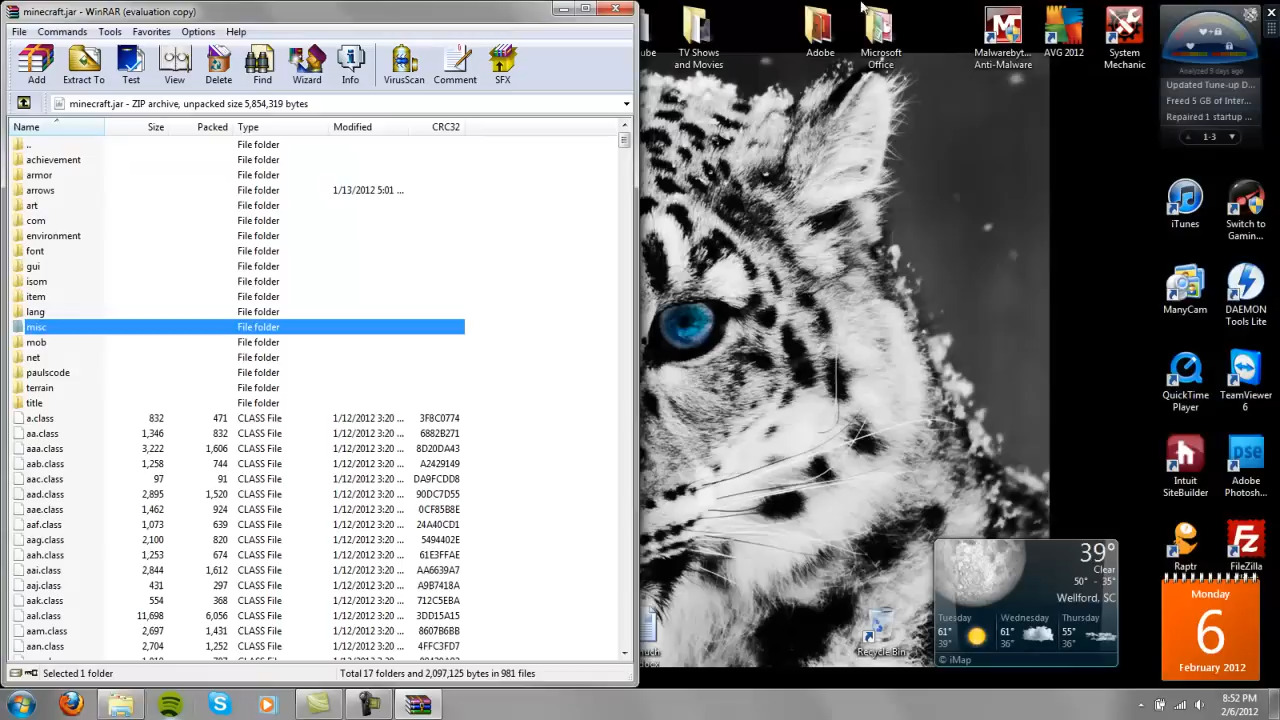 minecraft.jar - WinRAR (evaluation copy)
File Commands Tools Favorites Options Help
Add Extract To Test View Delete Find Wizard Info VirusScan Comment SFX
minecraft.jar - ZIP archive, unpacked size 5,854,319 bytes
Name Size Packed Type Modified CRC32
.. File folder
achievement File folder
armor File folder
arrows File folder 1/13/2012 5:01 ...
art File folder
com File folder
environment File folder
font File folder
gui File folder
isom File folder
item File folder
lang File folder
misc File folder
mob File folder
net File folder
paulscode File folder
terrain File folder
title File folder
a.class 832 471 CLASS File 1/12/2012 3:20 ... 3F8C0774
aa.class 1,346 832 CLASS File 1/12/2012 3:20 ... 6882B271
aaa.class 3,222 1,606 CLASS File 1/12/2012 3:20 ... 8D20DA43
aab.class 1,258 744 CLASS File 1/12/2012 3:20 ... A2429149
aac.class 97 91 CLASS File 1/12/2012 3:20 ... DA9FCDD8
aad.class 2,895 1,520 CLASS File 1/12/2012 3:20 ... 90DC7D55
aae.class 1,462 924 CLASS File 1/12/2012 3:20 ... 0CF85B8E
aaf.class 1,073 639 CLASS File 1/12/2012 3:20 ... 24A40CD1
aag.class 2,100 820 CLASS File 1/12/2012 3:20 ... 5494402E
aah.class 1,253 674 CLASS File 1/12/2012 3:20 ... 61E3FFAE
aai.class 2,844 1,612 CLASS File 1/12/2012 3:20 ... AA6639A7
aaj.class 431 297 CLASS File 1/12/2012 3:20 ... A9B7418A
aak.class 554 368 CLASS File 1/12/2012 3:20 ... 712C5EBA
aal.class 11,698 6,056 CLASS File 1/12/2012 3:20 ... 3DD15A15
aam.class 2,697 1,431 CLASS File 1/12/2012 3:20 ... 8607B6BB
aan.class 2,704 1,252 CLASS File 1/12/2012 3:20 ... 4FFC3FD7
Selected 1 folder Total 17 folders and 2,097,125 bytes in 981 files
TV Shows
and Movies
Adobe
Microsoft
Office
Malwarebyt...
Anti-Malware
AVG 2012
System
Mechanic
Analyzed 5 days ago
Updated Tune-up D...
Freed 5 GB of Inter...
Repaired 1 startup ...
1-3
iTunes
Switch to
Gamin...
ManyCam
DAEMON
Tools Lite
QuickTime
Player
TeamViewer
6
Intuit
SiteBuilder
Adobe
Photosh...
Raptr
FileZilla
Recycle Bin
39°
Clear
50° - 35°
Wellford, SC
Tuesday Wednesday Thursday
61° 61° 55°
39° 36° 36°
© iMap
Monday
6
February 2012
8:52 PM
2/6/2012